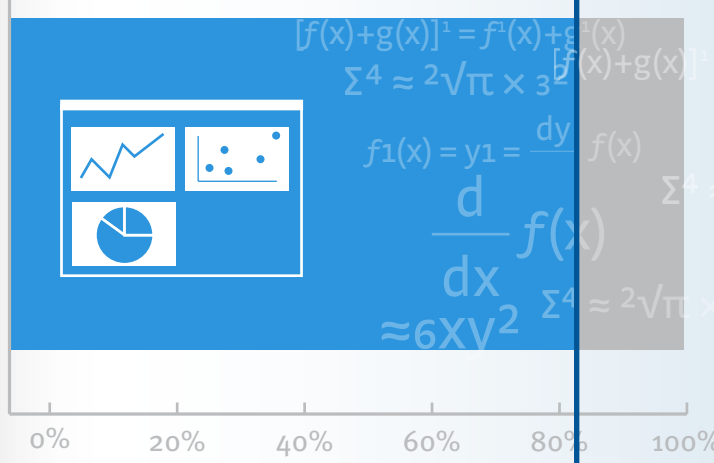 [f(x)+g(x)]¹ = f¹(x)+g¹(x)
[f(x)+g(x)]¹
Σ⁴ ≈ ²√π × 3²
f1(x) = y1 = dy
f(x)
Σ⁴ =
d
dx
f(x)
Σ⁴ ≈ ²√π ×
≈6xy²
0% 20% 40% 60% 80% 100%